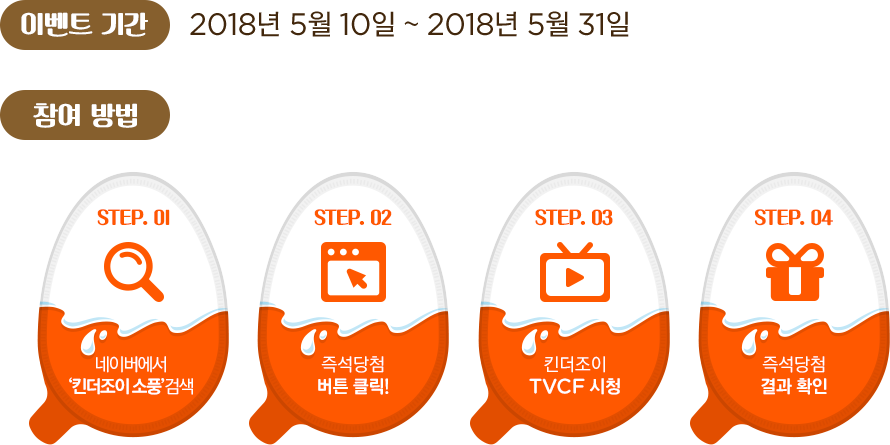 이벤트 기간
2018년 5월 10일 ~ 2018년 5월 31일
참여 방법
STEP. 01
네이버에서
‘킨더조이 소풍’ 검색
STEP. 02
즉석당첨
버튼 클릭!
STEP. 03
킨더조이
TVCF 시청
STEP. 04
즉석당첨
결과 확인